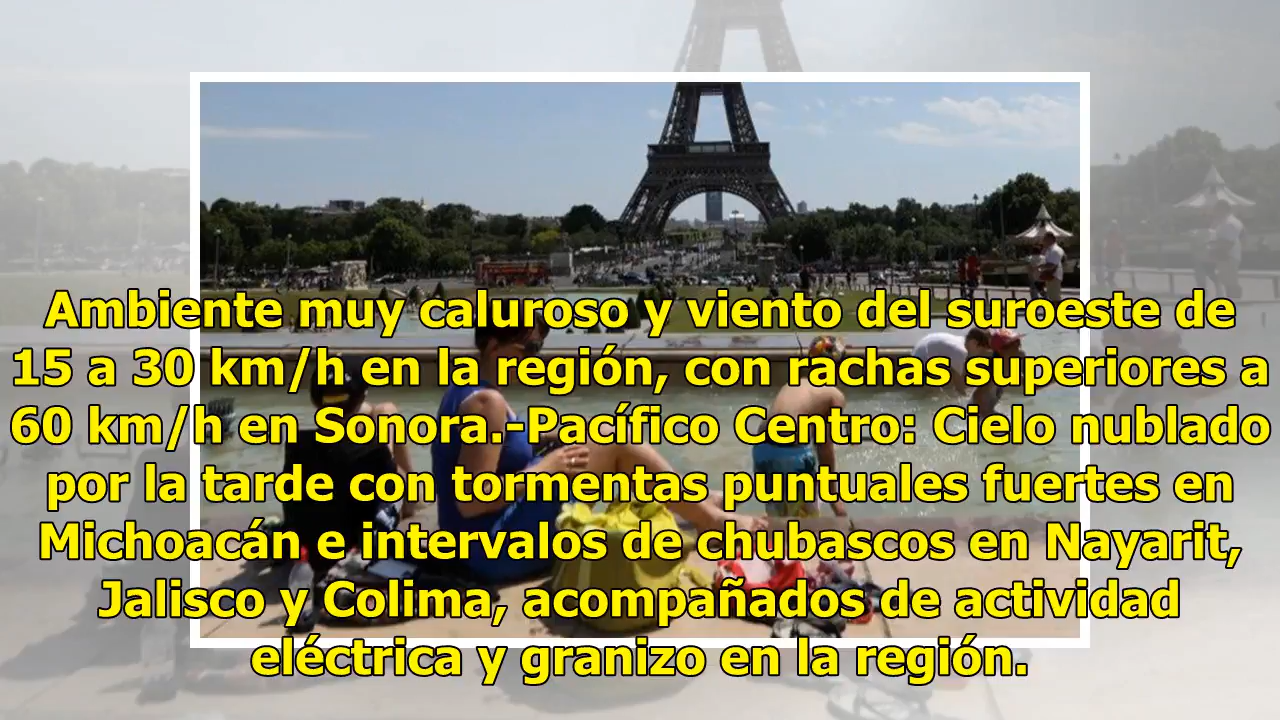 Ambiente muy caluroso y viento del suroeste de
15 a 30 km/h en la región, con rachas superiores a
60 km/h en Sonora.-Pacífico Centro: Cielo nublado
por la tarde con tormentas puntuales fuertes en
Michoacán e intervalos de chubascos en Nayarit,
Jalisco y Colima, acompañados de actividad
eléctrica y granizo en la región.